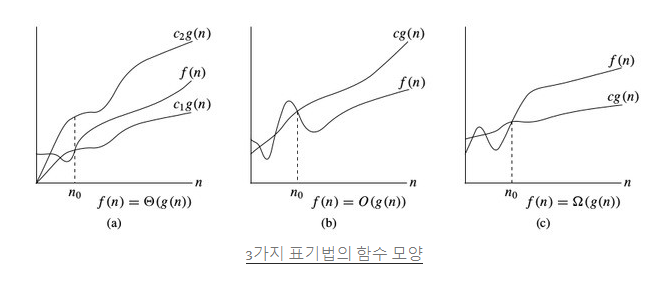 c₂g(n)
f(n)
c₁g(n)
n
n₀
f(n) = Θ(g(n))
(a)
cg(n)
f(n)
n
n₀
f(n) = O(g(n))
(b)
f(n)
cg(n)
n
n₀
f(n) = Ω(g(n))
(c)
3가지 표기법의 함수 모양